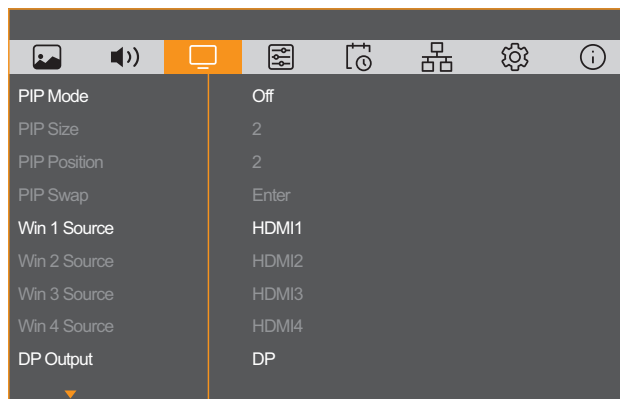 PIP Mode Off
PIP Size 2
PIP Position 2
PIP Swap Enter
Win 1 Source HDMI1
Win 2 Source HDMI2
Win 3 Source HDMI3
Win 4 Source HDMI4
DP Output DP